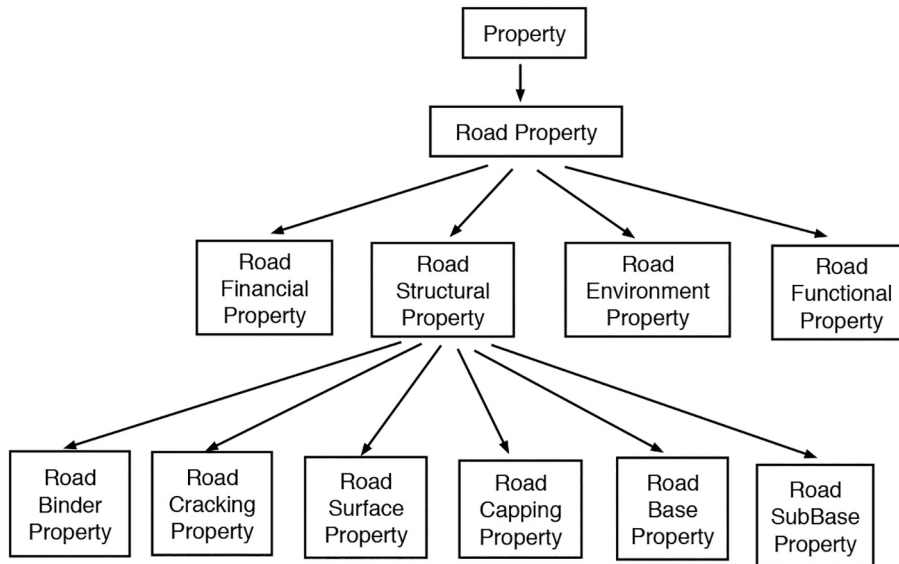 Property
Road Property
Road
Financial
Property
Road
Structural
Property
Road
Environment
Property
Road
Functional
Property
Road
Binder
Property
Road
Cracking
Property
Road
Surface
Property
Road
Capping
Property
Road
Base
Property
Road
SubBase
Property